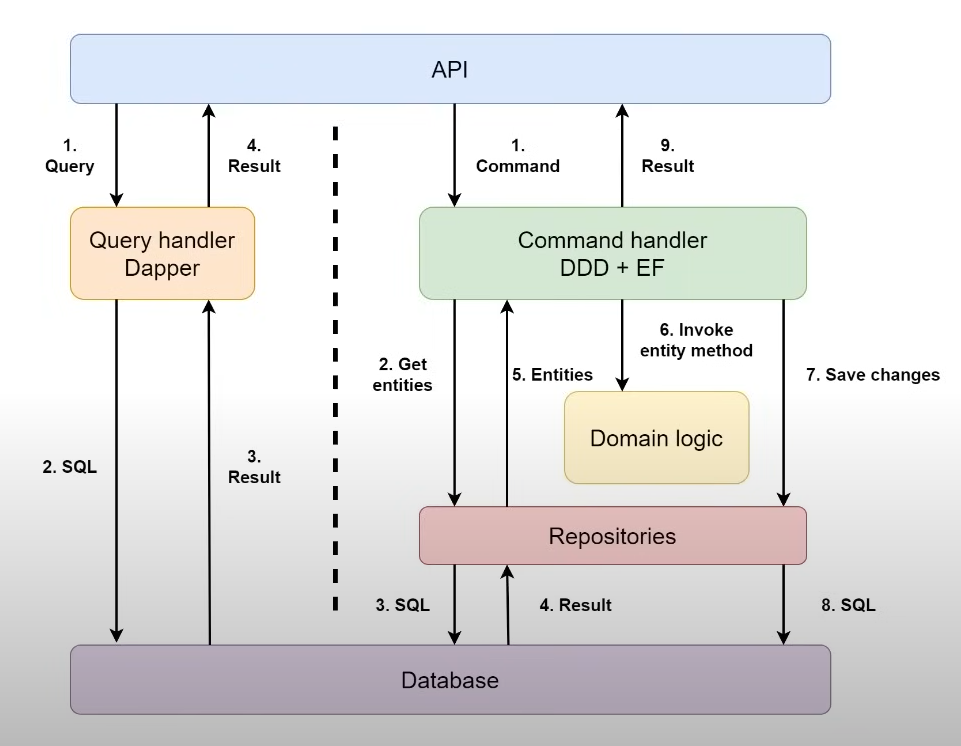 API
1.
Query
4.
Result
1.
Command
9.
Result
Query handler
Dapper
Command handler
DDD + EF
2. Get
entities
5. Entities
6. Invoke
entity method
7. Save changes
Domain logic
2. SQL
3.
Result
Repositories
3. SQL
4. Result
8. SQL
Database